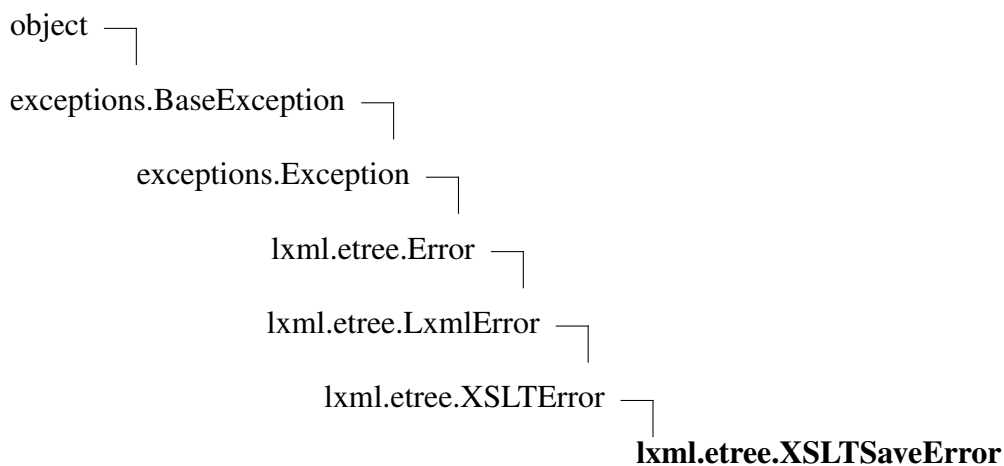 object
exceptions.BaseException
exceptions.Exception
lxml.etree.Error
lxml.etree.LxmlError
lxml.etree.XSLTError
lxml.etree.XSLTSaveError